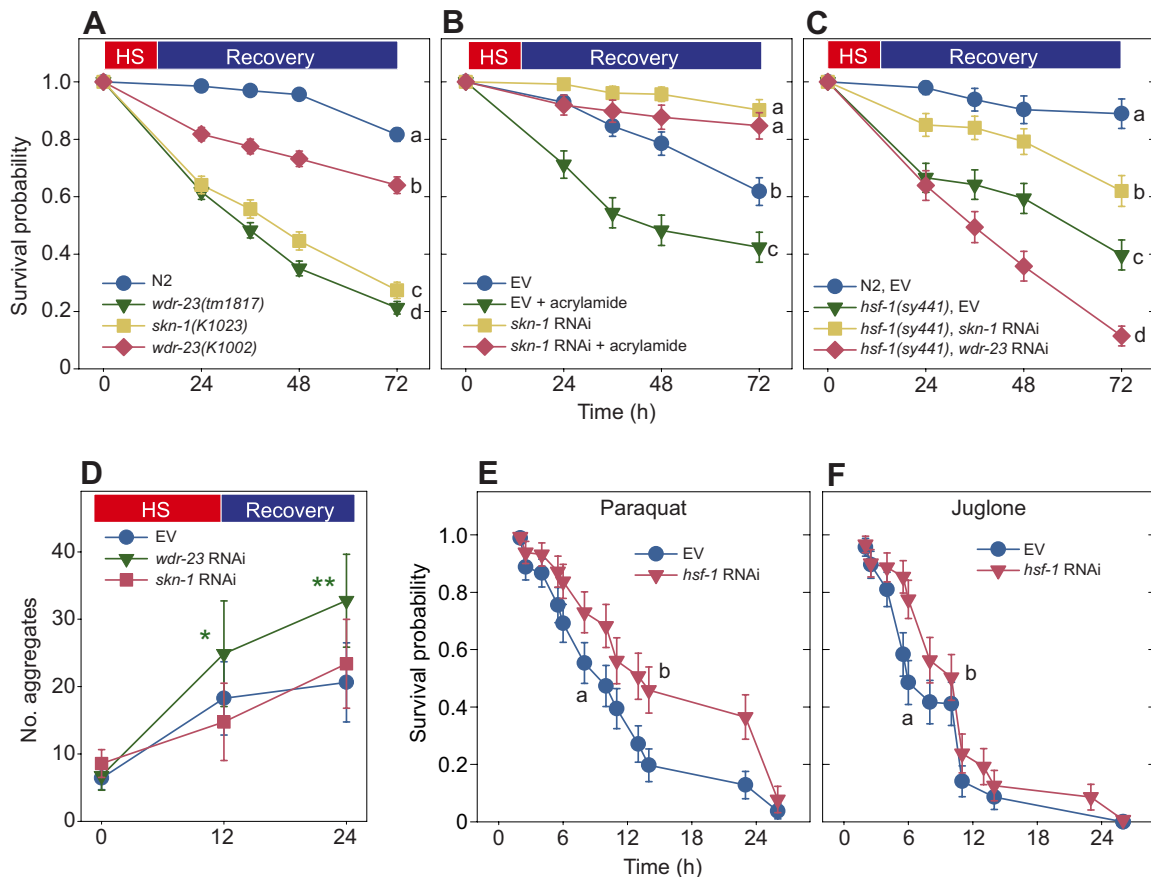 A
HS
Recovery
Survival probability
1.0
0.8
0.6
0.4
0.2
0
a
b
c
d
N2
wdr-23(tm1817)
skn-1(K1023)
wdr-23(K1002)
0
24
48
72
B
HS
Recovery
a
a
b
c
EV
EV + acrylamide
skn-1 RNAi
skn-1 RNAi + acrylamide
0
24
48
72
Time (h)
C
HS
Recovery
a
b
c
d
N2, EV
hsf-1(sy441), EV
hsf-1(sy441), skn-1 RNAi
hsf-1(sy441), wdr-23 RNAi
0
24
48
72
D
HS
Recovery
No. aggregates
40
30
20
10
0
EV
wdr-23 RNAi
skn-1 RNAi
*
**
0
12
24
E
Paraquat
Survival probability
1.0
0.8
0.6
0.4
0.2
0
EV
hsf-1 RNAi
a
b
0
6
12
18
24
Time (h)
F
Juglone
EV
hsf-1 RNAi
a
b
0
6
12
18
24